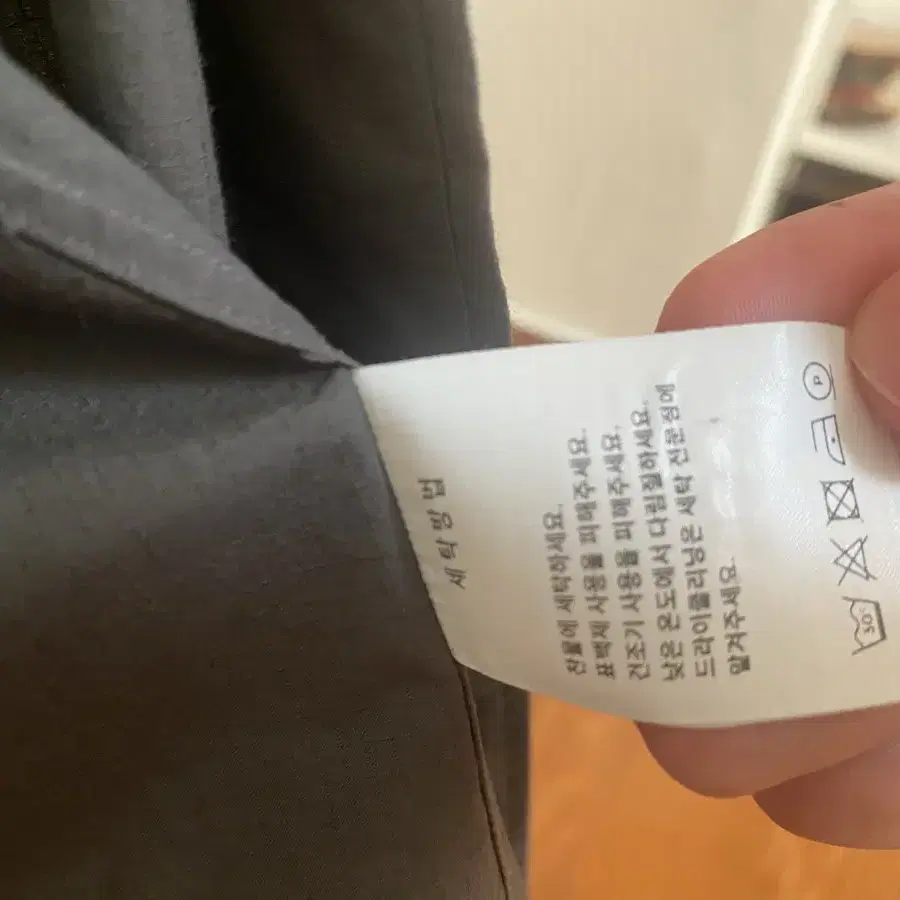 세탁방법
찬물에 세탁하세요.
표백제 사용을 피해주세요.
건조기 사용을 피해주세요.
낮은 온도에서 다림질하세요.
드라이클리닝은 세탁 전문점에
맡겨주세요.
30°
P